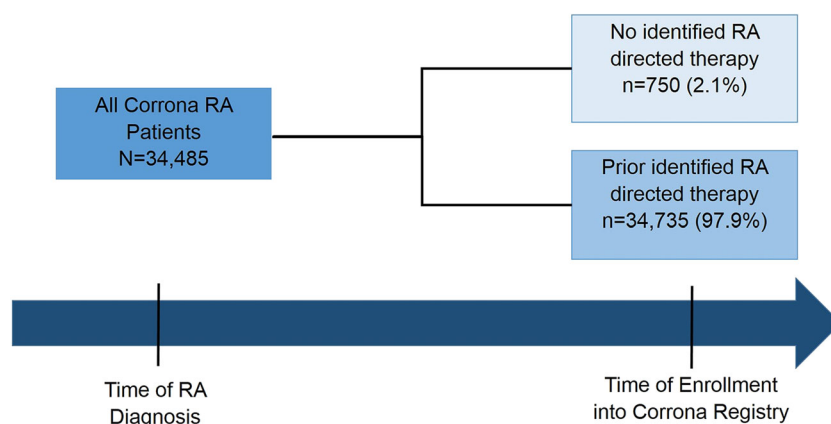 All Corrona RA
Patients
N=34,485
No identified RA
directed therapy
n=750 (2.1%)
Prior identified RA
directed therapy
n=34,735 (97.9%)
Time of RA
Diagnosis
Time of Enrollment
into Corrona Registry